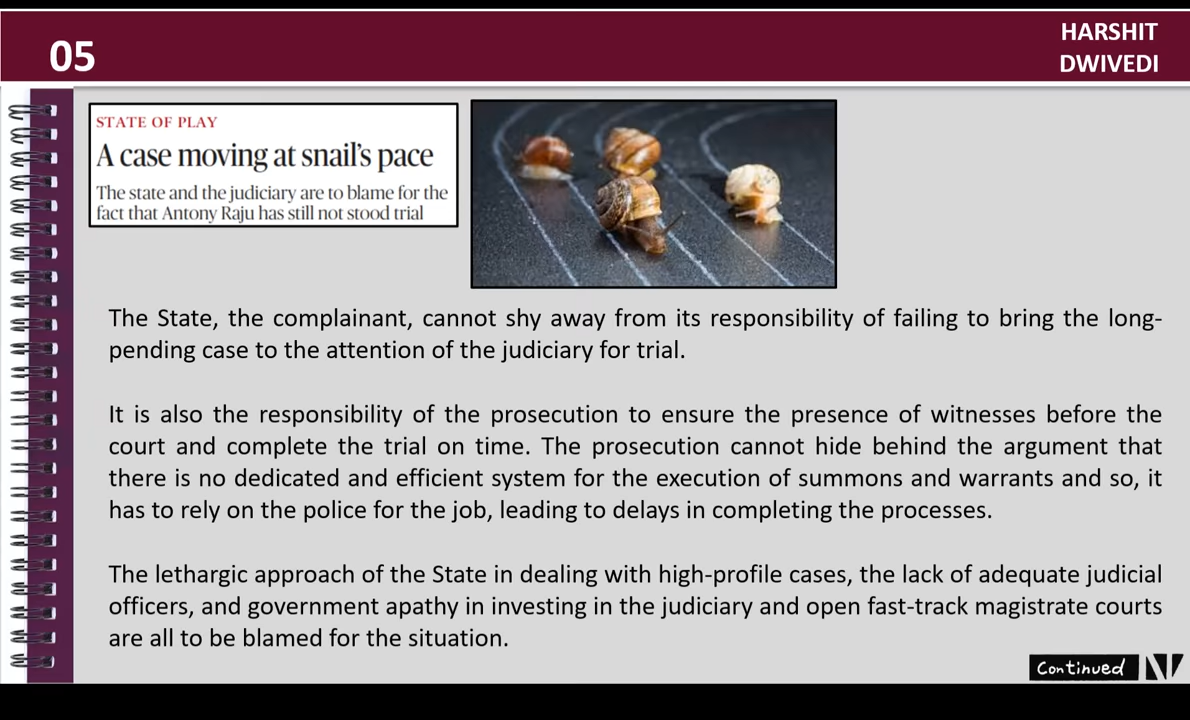 05
HARSHIT
DWIVEDI
STATE OF PLAY
A case moving at snail's pace
The state and the judiciary are to blame for the
fact that Antony Raju has still not stood trial
The State, the complainant, cannot shy away from its responsibility of failing to bring the long-
pending case to the attention of the judiciary for trial.
It is also the responsibility of the prosecution to ensure the presence of witnesses before the
court and complete the trial on time. The prosecution cannot hide behind the argument that
there is no dedicated and efficient system for the execution of summons and warrants and so, it
has to rely on the police for the job, leading to delays in completing the processes.
The lethargic approach of the State in dealing with high-profile cases, the lack of adequate judicial
officers, and government apathy in investing in the judiciary and open fast-track magistrate courts
are all to be blamed for the situation.
Continued